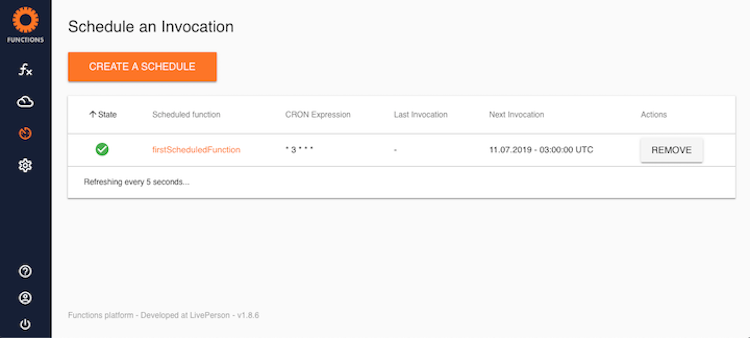 Schedule an Invocation
FUNCTIONS
CREATE A SCHEDULE
State Scheduled function CRON Expression Last Invocation Next Invocation Actions
firstScheduledFunction * 3 * * * - 11.07.2019 - 03:00:00 UTC REMOVE
Refreshing every 5 seconds...
Functions platform - Developed at LivePerson - v1.8.6